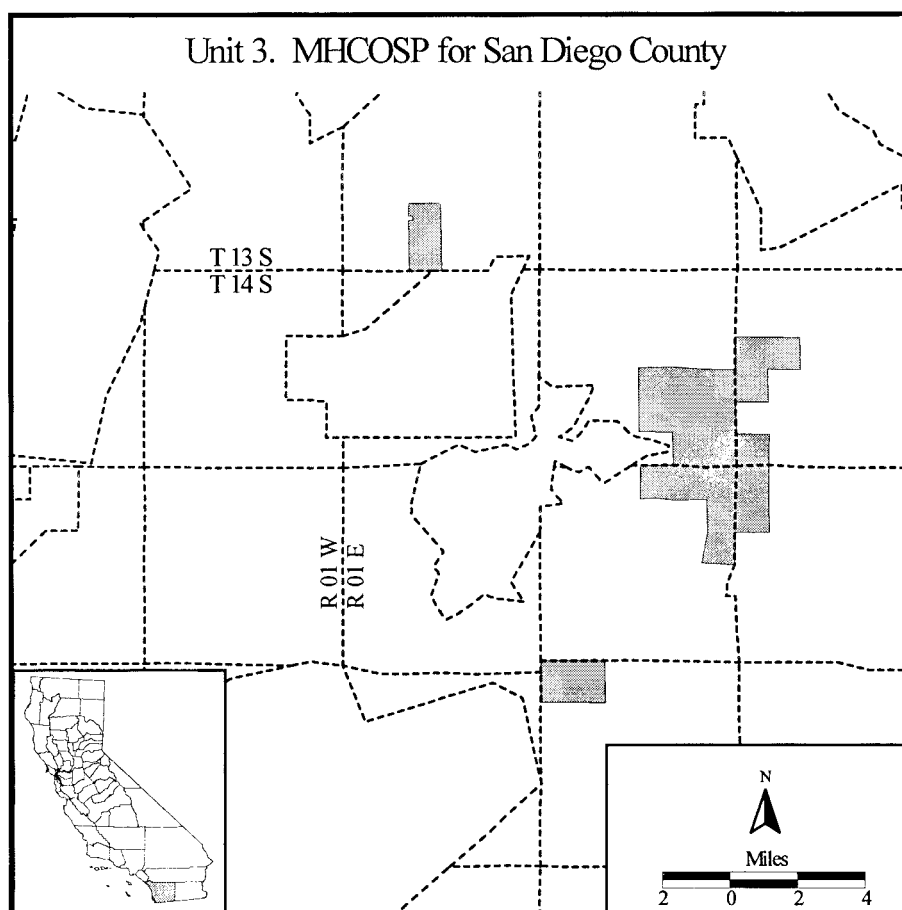 Unit 3. MHCOSP for San Diego County
T 13 S
T 14 S
R 01 W
R 01 E
N
Miles
2 0 2 4